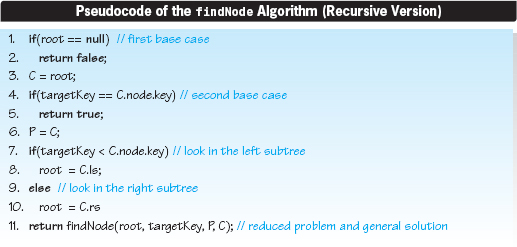 Pseudocode of the findNode Algorithm (Recursive Version)
1. If(root == null) // first base case
2. return false;
3. C = root;
4. If(targetKey == C.node.key) // second base case
5. return true;
6. P = C;
7. If(targetKey < C.node.key) // look in the left subtree
8. root = C.ls;
9. else // look in the right subtree
10. root = C.rs
11. return findNode(root, targetKey, P, C); // reduced problem and general solution